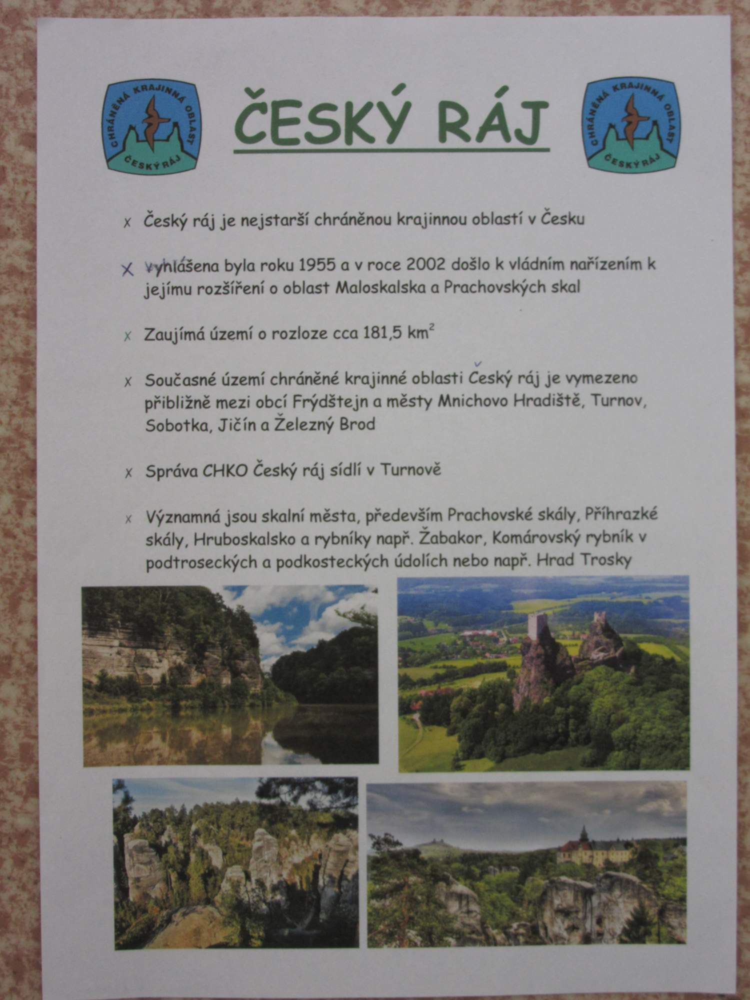 CHRÁNĚNÁ KRAJINNÁ OBLAST
ČESKÝ RÁJ
ČESKÝ RÁJ
CHRÁNĚNÁ KRAJINNÁ OBLAST
ČESKÝ RÁJ
x Český ráj je nejstarší chráněnou krajinnou oblastí v Česku
x Vyhlášena byla roku 1955 a v roce 2002 došlo k vládním nařízením k
jejímu rozšíření o oblast Maloskalska a Prachovských skal
x Zaujímá území o rozloze cca 181,5 km²
x Současné území chráněné krajinné oblasti Český ráj je vymezeno
přibližně mezi obcí Frýdštejn a městy Mnichovo Hradiště, Turnov,
Sobotka, Jičín a Železný Brod
x Správa CHKO Český ráj sídlí v Turnově
x Významná jsou skalní města, především Prachovské skály, Příhrazké
skály, Hruboskalsko a rybníky např. Žabakor, Komárovský rybník v
podtroseckých a podkosteckých údolích nebo např. Hrad Trosky